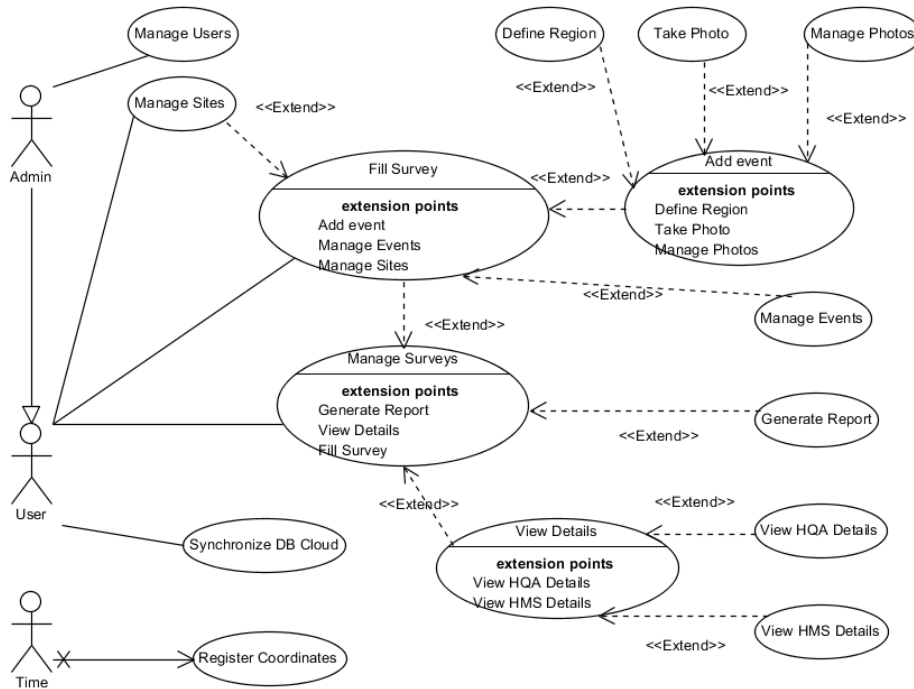 Manage Users
Define Region
Take Photo
Manage Photos
Manage Sites
<<Extend>>
<<Extend>>
<<Extend>>
<<Extend>>
Admin
Fill Survey
extension points
Add event
Manage Events
Manage Sites
<<Extend>>
Add event
extension points
Define Region
Take Photo
Manage Photos
<<Extend>>
Manage Events
<<Extend>>
Manage Surveys
extension points
Generate Report
View Details
Fill Survey
<<Extend>>
Generate Report
User
<<Extend>>
Synchronize DB Cloud
View Details
extension points
View HQA Details
View HMS Details
<<Extend>>
View HQA Details
<<Extend>>
View HMS Details
Time
Register Coordinates